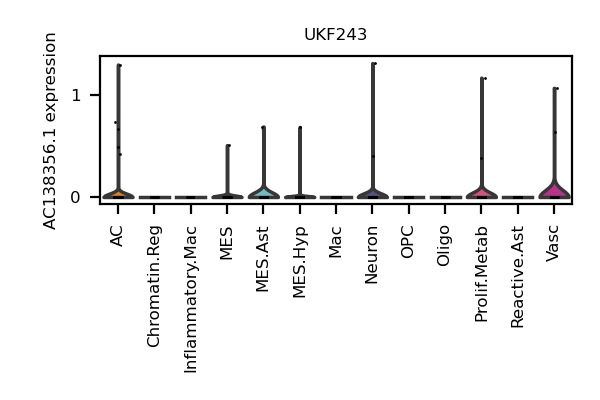 UKF243
AC138356.1 expression
1
0
AC
Chromatin.Reg
Inflammatory.Mac
MES
MES.Ast
MES.Hyp
Mac
Neuron
OPC
Oligo
Prolif.Metab
Reactive.Ast
Vasc